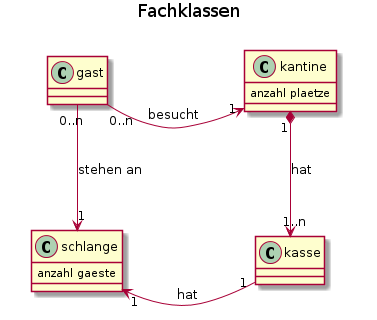 Fachklassen
C gast
C kantine
anzahl plaetze
0..n
0..n
besucht
1
1
stehen an
hat
1
1..n
C schlange
anzahl gaeste
C kasse
1
hat
1